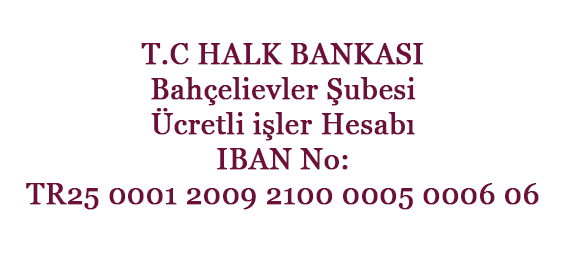 T.C HALK BANKASI
Bahçelievler Şubesi
Ücretli işler Hesabı
IBAN No:
TR25 0001 2009 2100 0005 0006 06